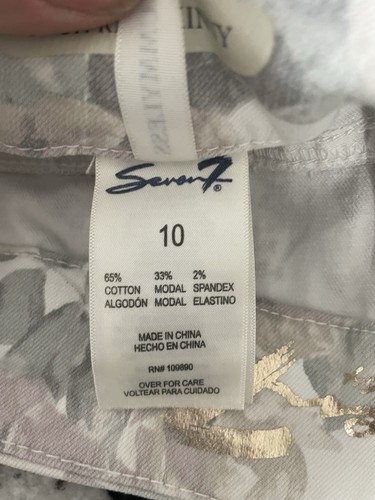 Seven7®
10
65% 33% 2%
COTTON MODAL SPANDEX
ALGODÓN MODAL ELASTINO
MADE IN CHINA
HECHO EN CHINA
RN# 109890
OVER FOR CARE
VOLTEAR PARA CUIDADO